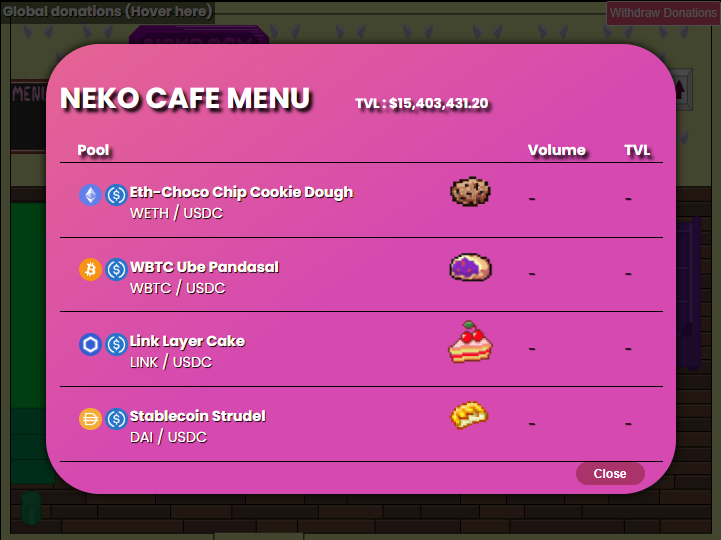 Global donations (Hover here)
Withdraw Donations
MENU
NEKO CAFE MENU
TVL : $15,403,431.20
Pool Volume TVL
Eth-Choco Chip Cookie Dough - -
WETH / USDC
WBTC Ube Pandasal - -
WBTC / USDC
Link Layer Cake - -
LINK / USDC
Stablecoin Strudel - -
DAI / USDC
Close